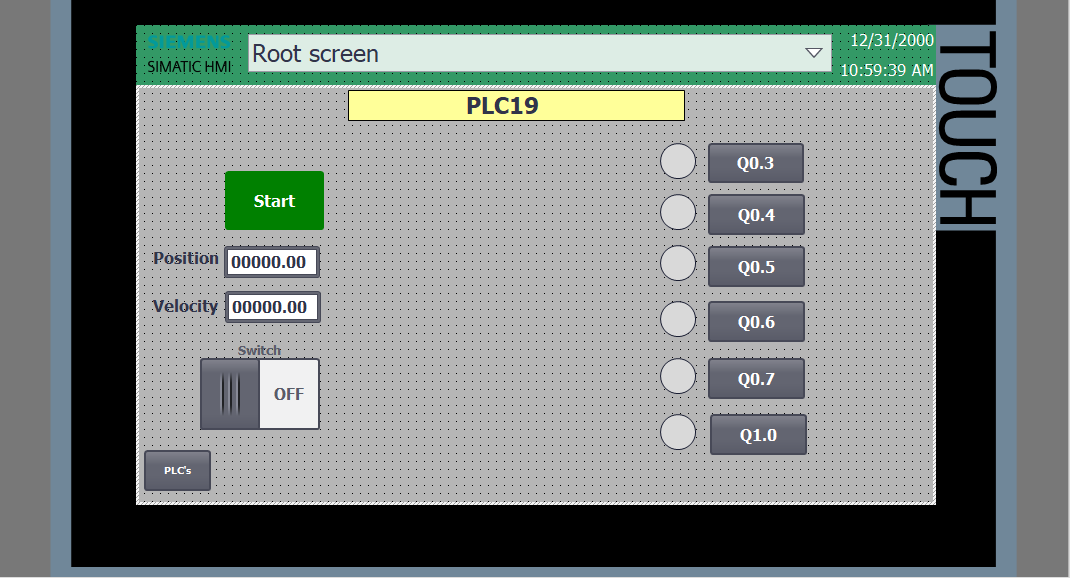 SIEMENS
SIMATIC HMI
Root screen
12/31/2000
10:59:39 AM
TOUCH
PLC19
Start
Position 00000.00
Velocity 00000.00
Switch
OFF
PLC's
Q0.3
Q0.4
Q0.5
Q0.6
Q0.7
Q1.0